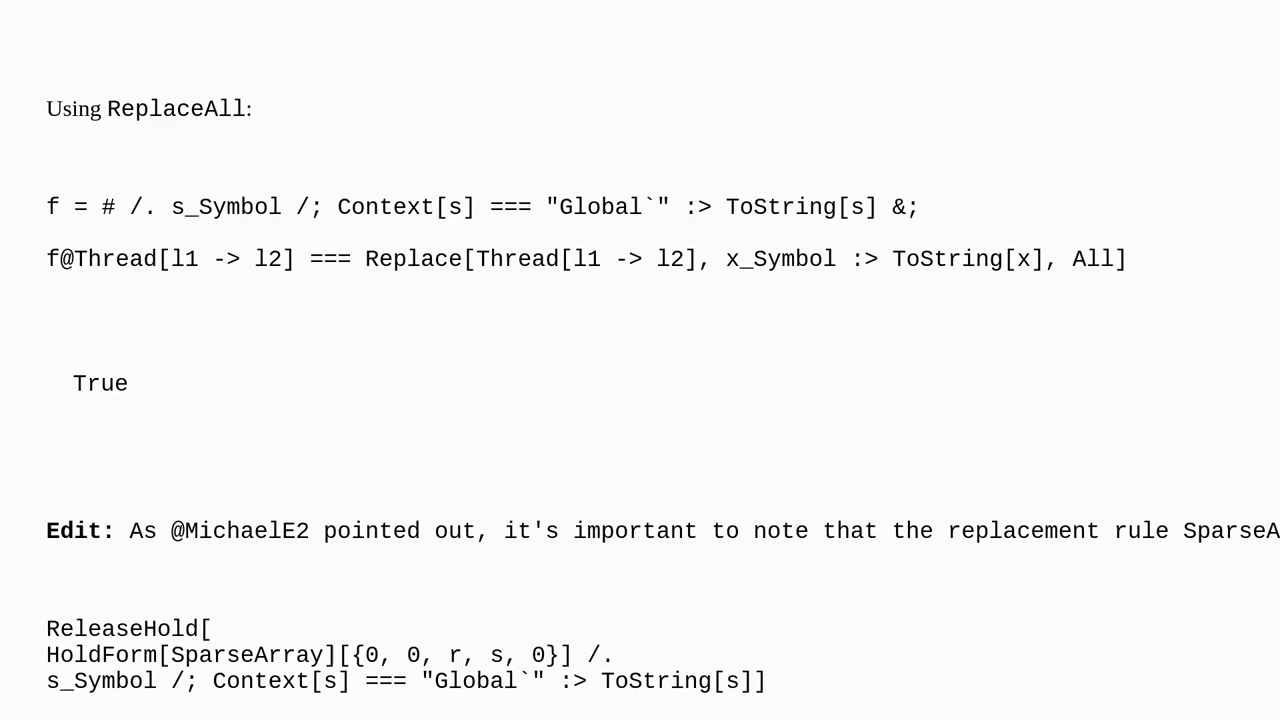 Using ReplaceAll:
f = # /. s_Symbol /; Context[s] === "Global`" :> ToString[s] &;
f@Thread[l1 -> l2] === Replace[Thread[l1 -> l2], x_Symbol :> ToString[x], All]
True
Edit: As @MichaelE2 pointed out, it's important to note that the replacement rule SparseA
ReleaseHold[
HoldForm[SparseArray][{0, 0, r, s, 0}] /.
s_Symbol /; Context[s] === "Global`" :> ToString[s]]